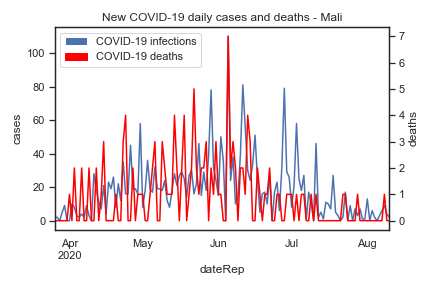 New COVID-19 daily cases and deaths - Mali
COVID-19 infections
COVID-19 deaths
cases
100
80
60
40
20
0
deaths
7
6
5
4
3
2
1
0
Apr
2020
May
Jun
Jul
Aug
dateRep